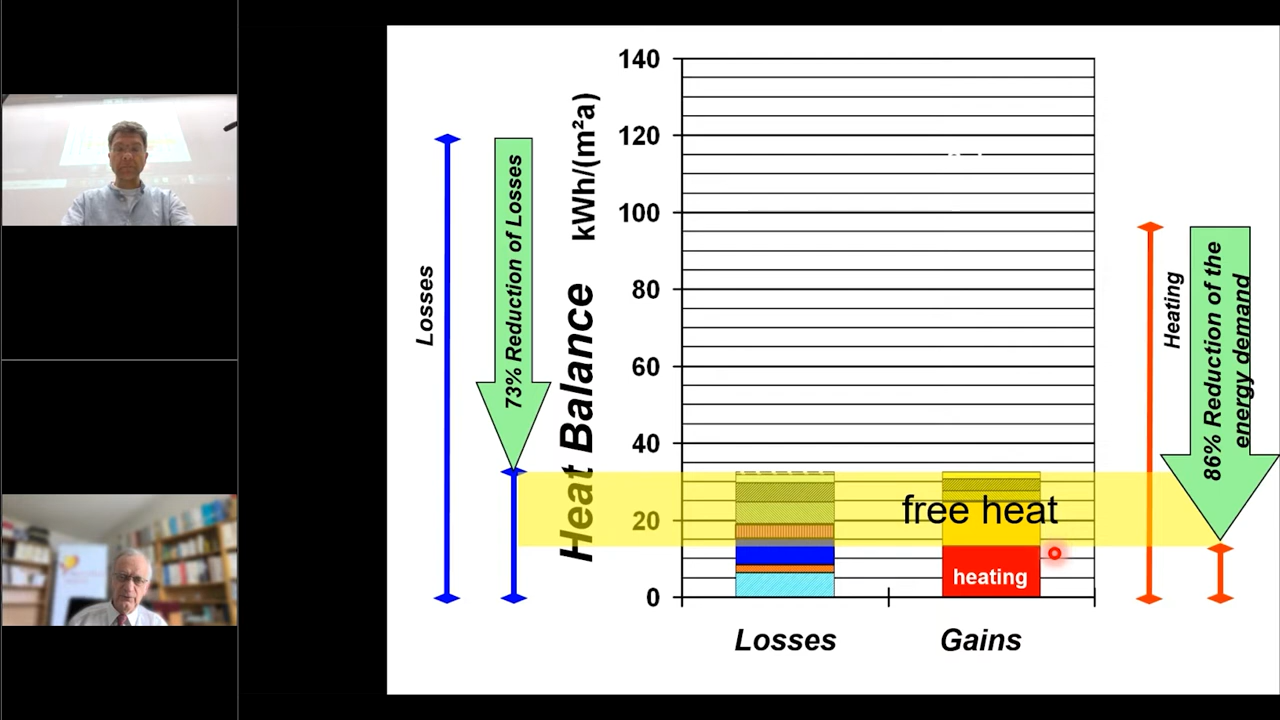 Losses
73% Reduction of Losses
Heat Balance kWh/(m²a)
140
120
100
80
60
40
20
0
free heat
heating
Losses
Gains
Heating
86% Reduction of the
energy demand